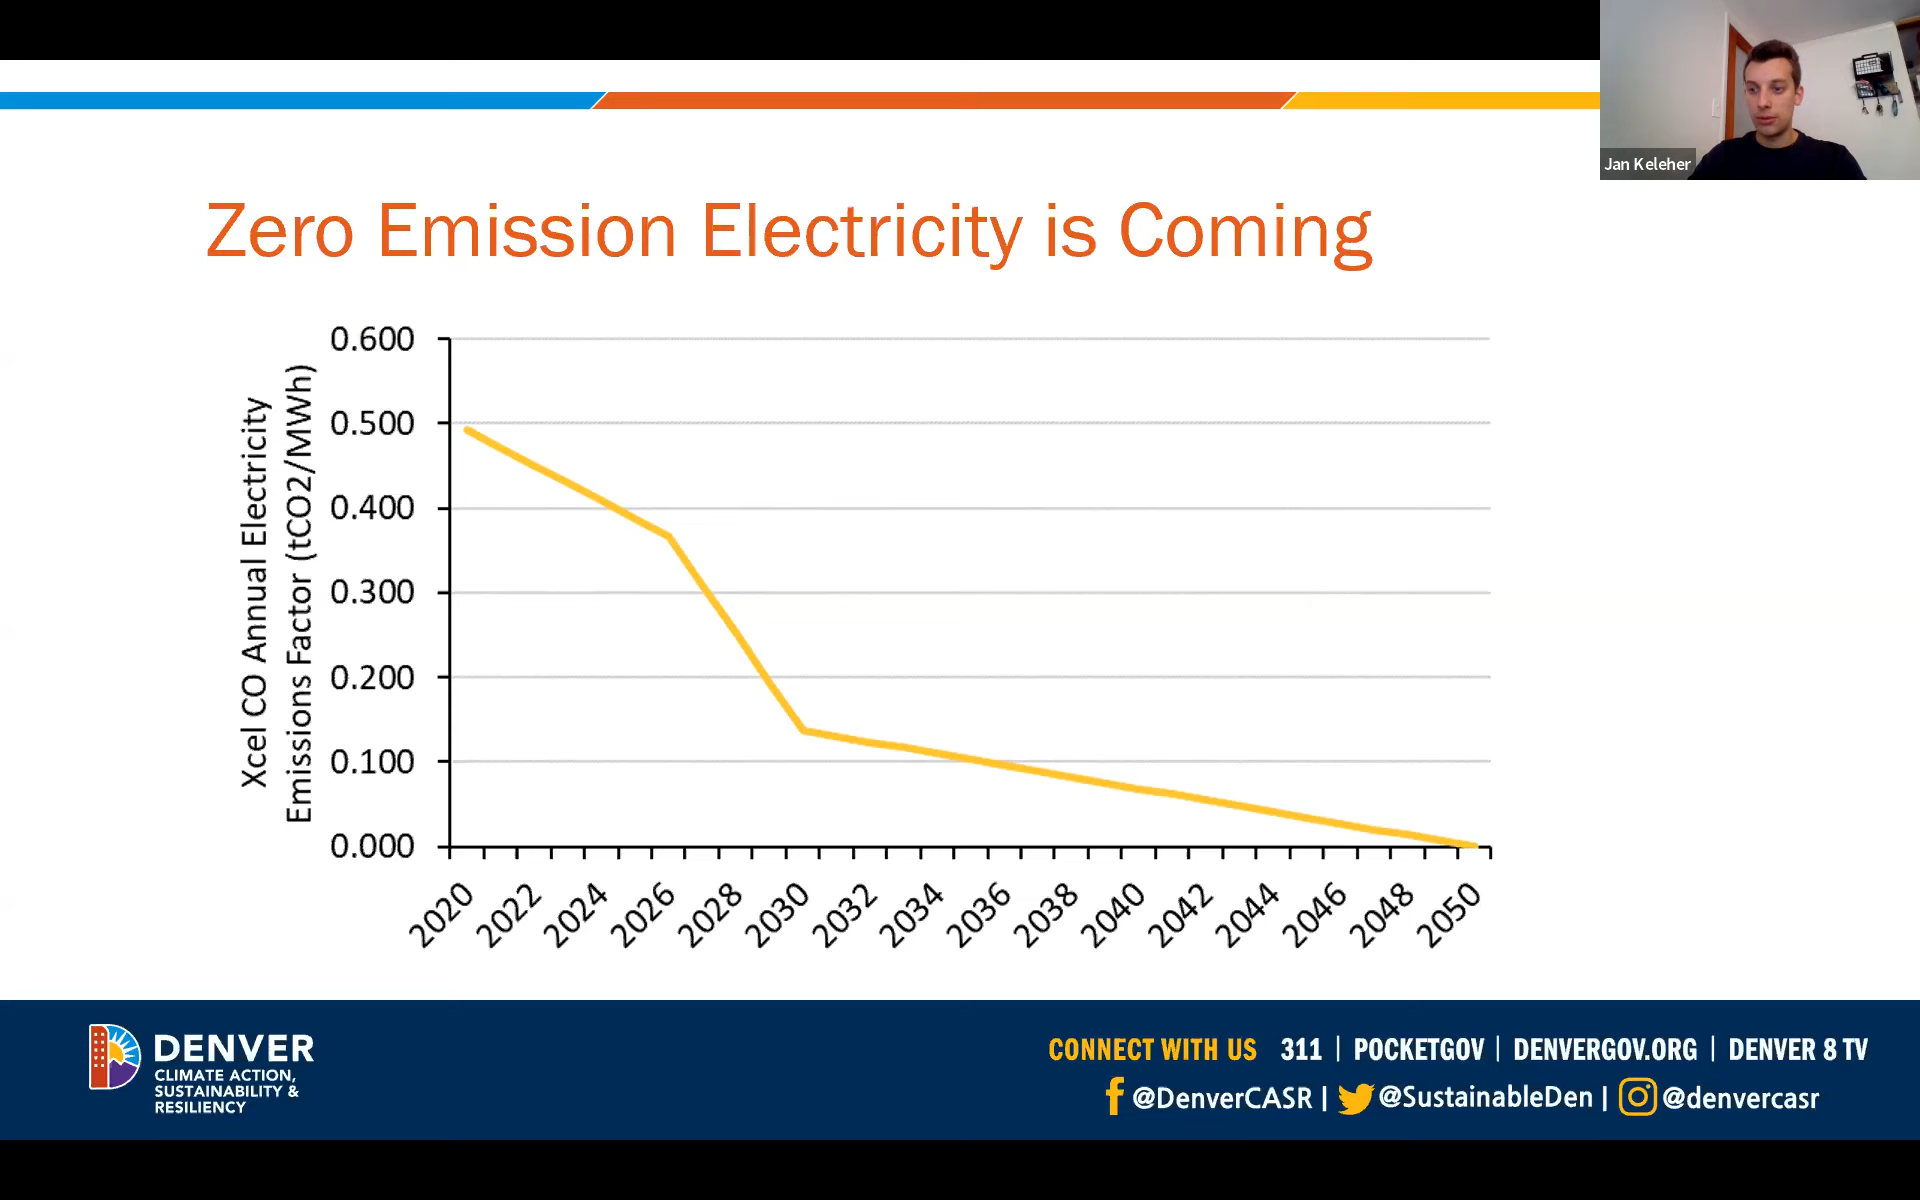 Jan Keleher
Zero Emission Electricity is Coming
Xcel CO Annual Electricity
Emissions Factor (tCO2/MWh)
0.600
0.500
0.400
0.300
0.200
0.100
0.000
2020 2022 2024 2026 2028 2030 2032 2034 2036 2038 2040 2042 2044 2046 2048 2050
DENVER
CLIMATE ACTION,
SUSTAINABILITY &
RESILIENCY
CONNECT WITH US 311 | POCKETGOV | DENVERGOV.ORG | DENVER 8 TV
@DenverCASR | @SustainableDen | @denvercasr